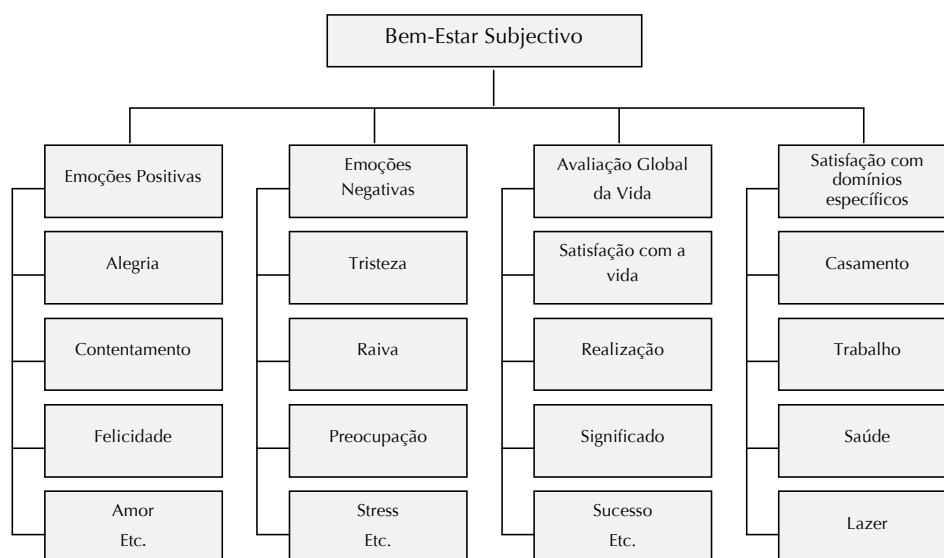 Bem-Estar Subjectivo
Emoções Positivas
Alegria
Contentamento
Felicidade
Amor
Etc.
Emoções
Negativas
Tristeza
Raiva
Preocupação
Stress
Etc.
Avaliação Global
da Vida
Satisfação com a
vida
Realização
Significado
Sucesso
Etc.
Satisfação com
domínios
específicos
Casamento
Trabalho
Saúde
Lazer